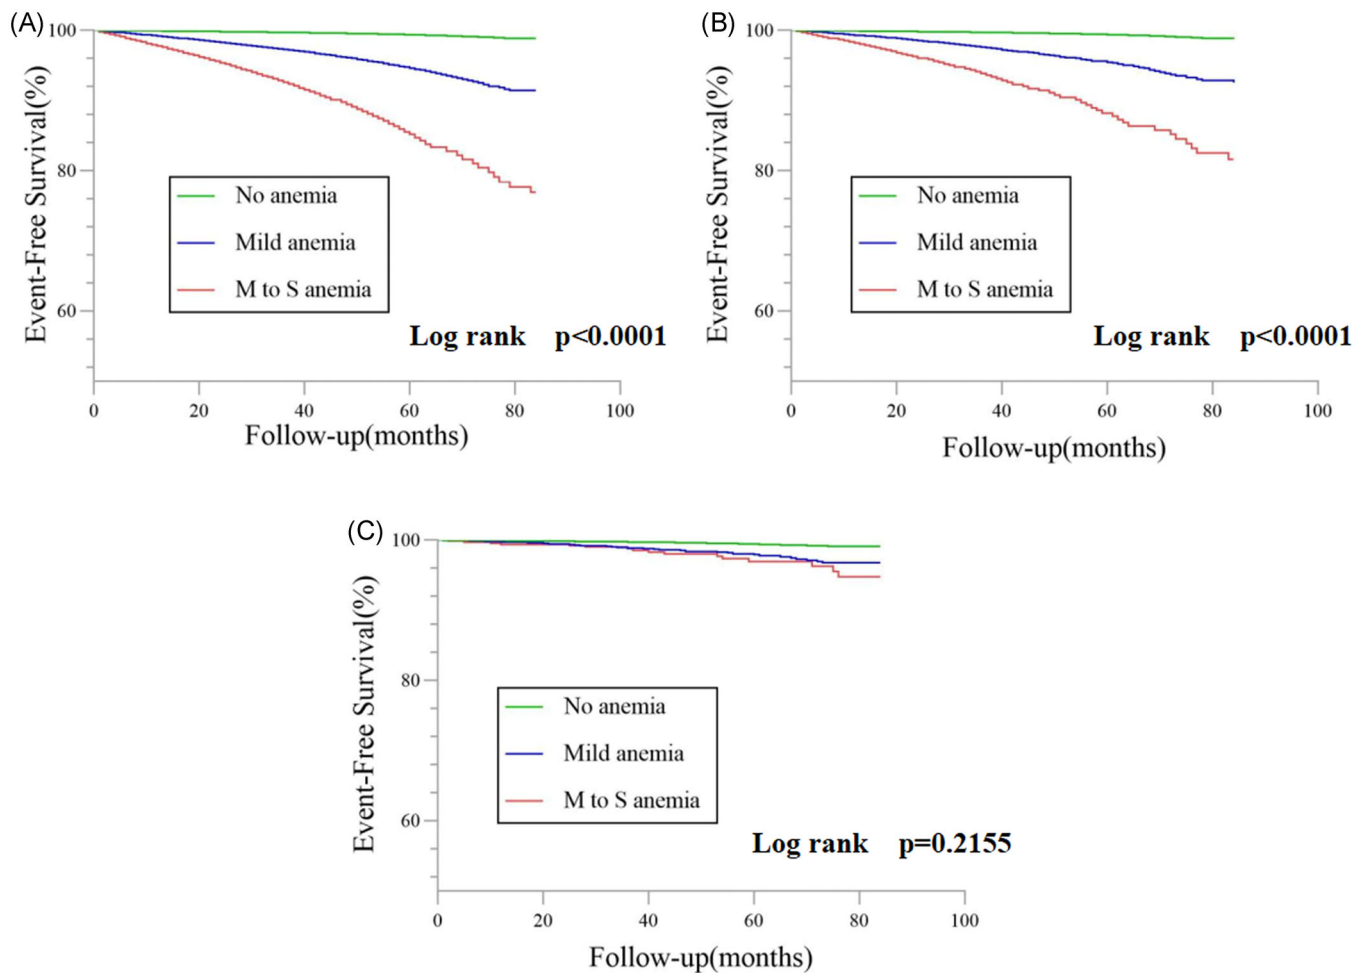 (A)
100
80
60
Event-Free Survival(%)
No anemia
Mild anemia
M to S anemia
Log rank p<0.0001
0 20 40 60 80 100
Follow-up(months)
(B)
100
80
60
Event-Free Survival(%)
No anemia
Mild anemia
M to S anemia
Log rank p<0.0001
0 20 40 60 80 100
Follow-up(months)
(C)
100
80
60
Event-Free Survival(%)
No anemia
Mild anemia
M to S anemia
Log rank p=0.2155
0 20 40 60 80 100
Follow-up(months)